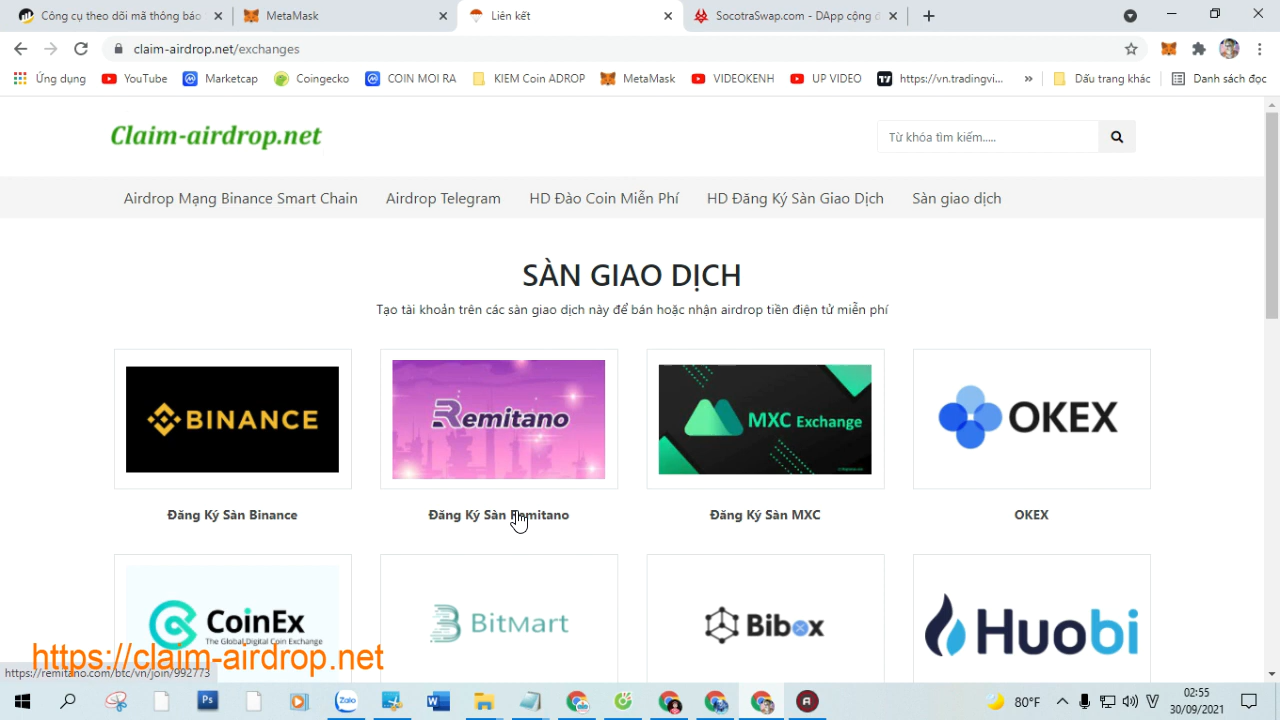 Công cụ theo dõi mã thông báo
MetaMask
Liên kết
SocotraSwap.com - DApp cộng đ
claim-airdrop.net/exchanges
Ứng dụng
YouTube
Marketcap
Coingecko
COIN MOI RA
KIEM Coin ADROP
MetaMask
VIDEOKENH
UP VIDEO
https://vn.tradingvi...
»
Dấu trang khác
Danh sách đọc
Claim-airdrop.net
Từ khóa tìm kiếm.....
Airdrop Mạng Binance Smart Chain
Airdrop Telegram
HD Đào Coin Miễn Phí
HD Đăng Ký Sàn Giao Dịch
Sàn giao dịch
SÀN GIAO DỊCH
Tạo tài khoản trên các sàn giao dịch này để bán hoặc nhận airdrop tiền điện tử miễn phí
BINANCE
Remitano
MXC Exchange
OKEX
Đăng Ký Sàn Binance
Đăng Ký Sàn Remitano
Đăng Ký Sàn MXC
OKEX
CoinEx
The Global Digital Coin Exchange
BitMart
Bibox
Huobi
https://claim-airdrop.net
https://remitano.com/btc/vn/join/992773
80°F
02:55
30/09/2021